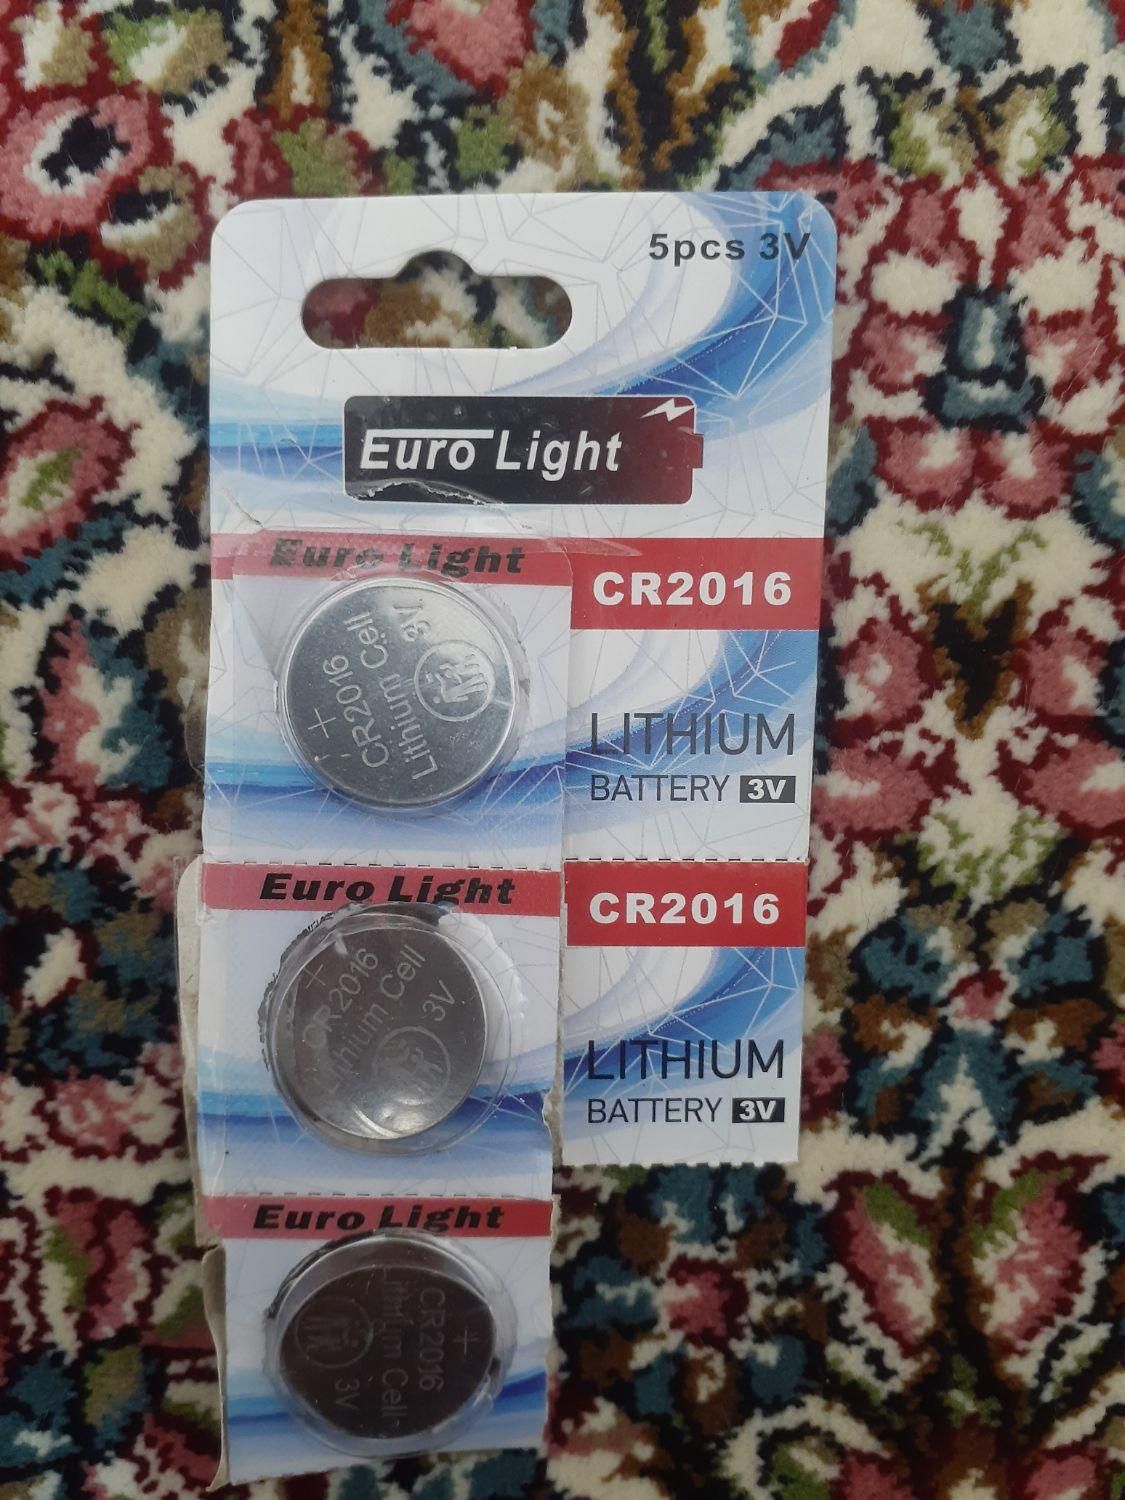 5pcs 3V
Euro Light
Euro Light
CR2016
+
CR2016
Lithium Cell
3V
LITHIUM
BATTERY 3V
Euro Light
CR2016
+
CR2016
Lithium Cell
3V
LITHIUM
BATTERY 3V
Euro Light
+
CR2016
Lithium Cell
3V